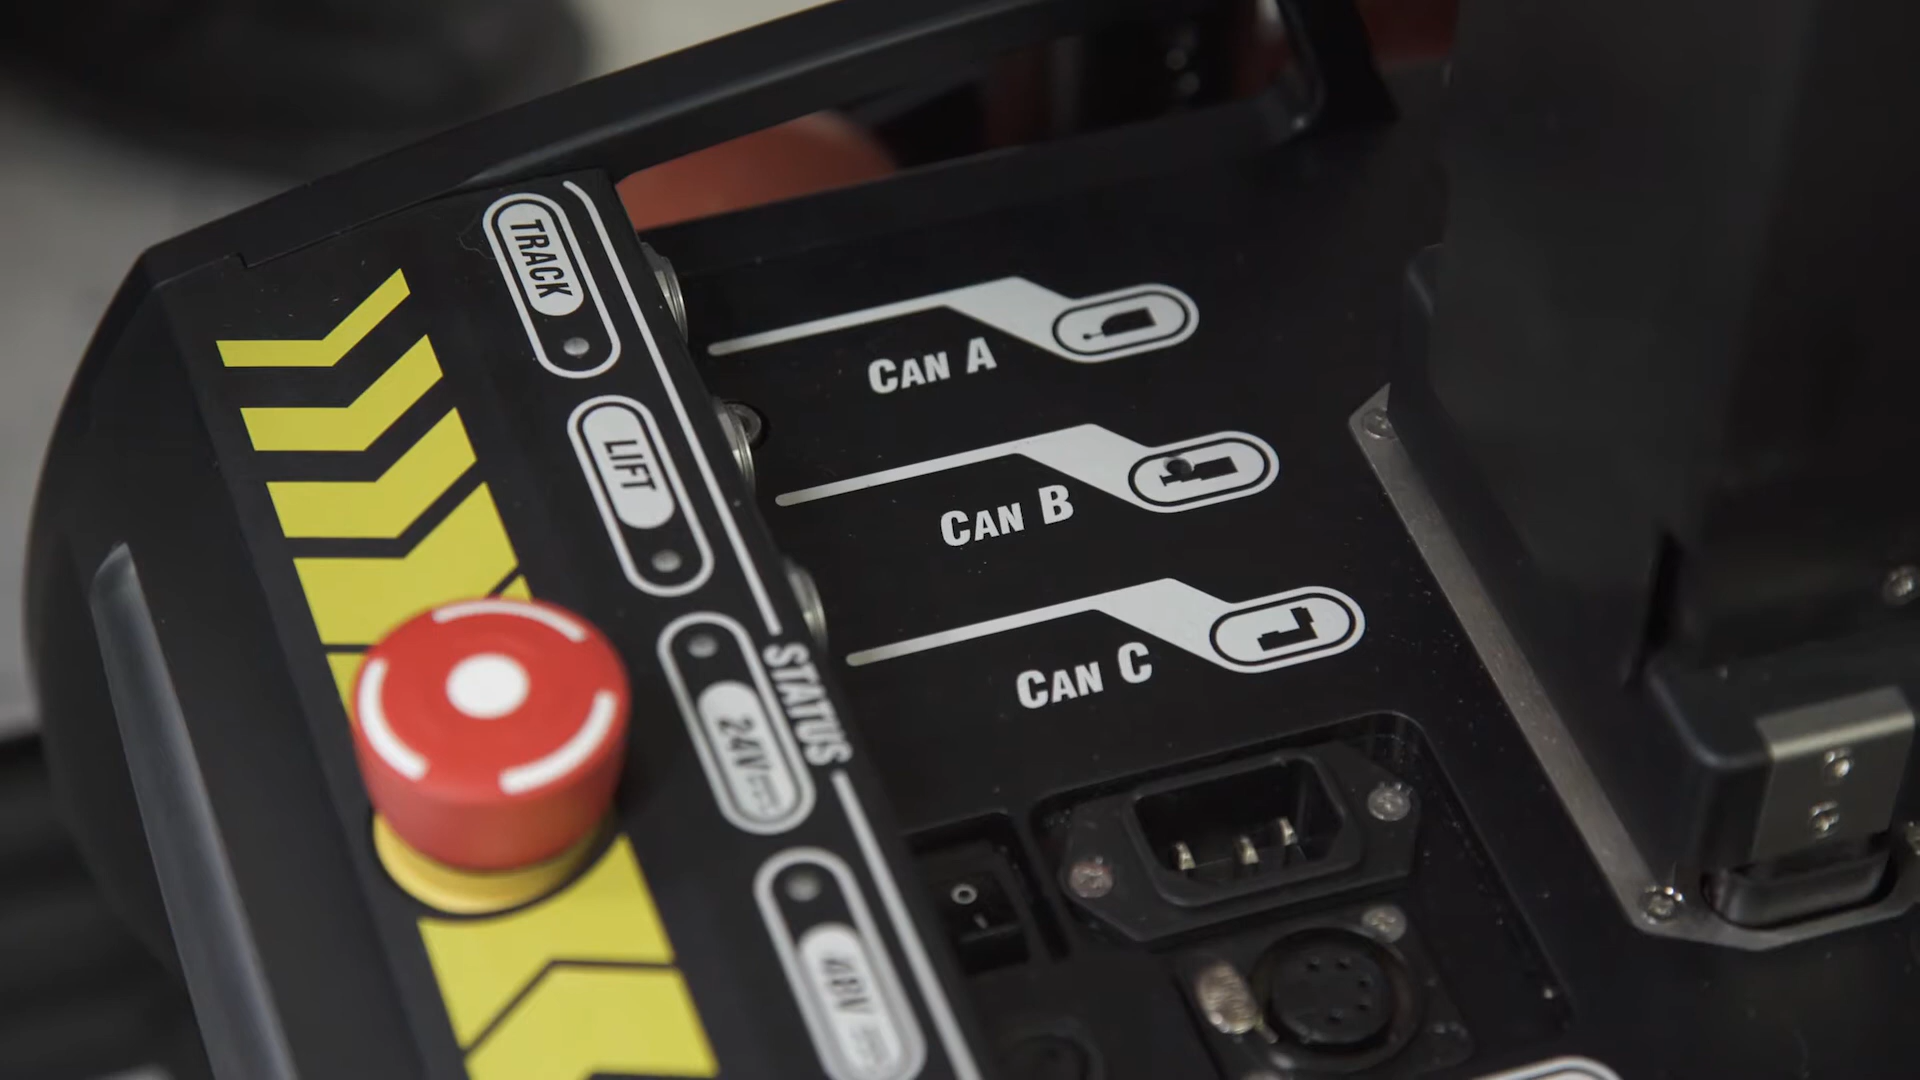 TRACK
LIFT
STATUS
24V
48V
CAN A
CAN B
CAN C